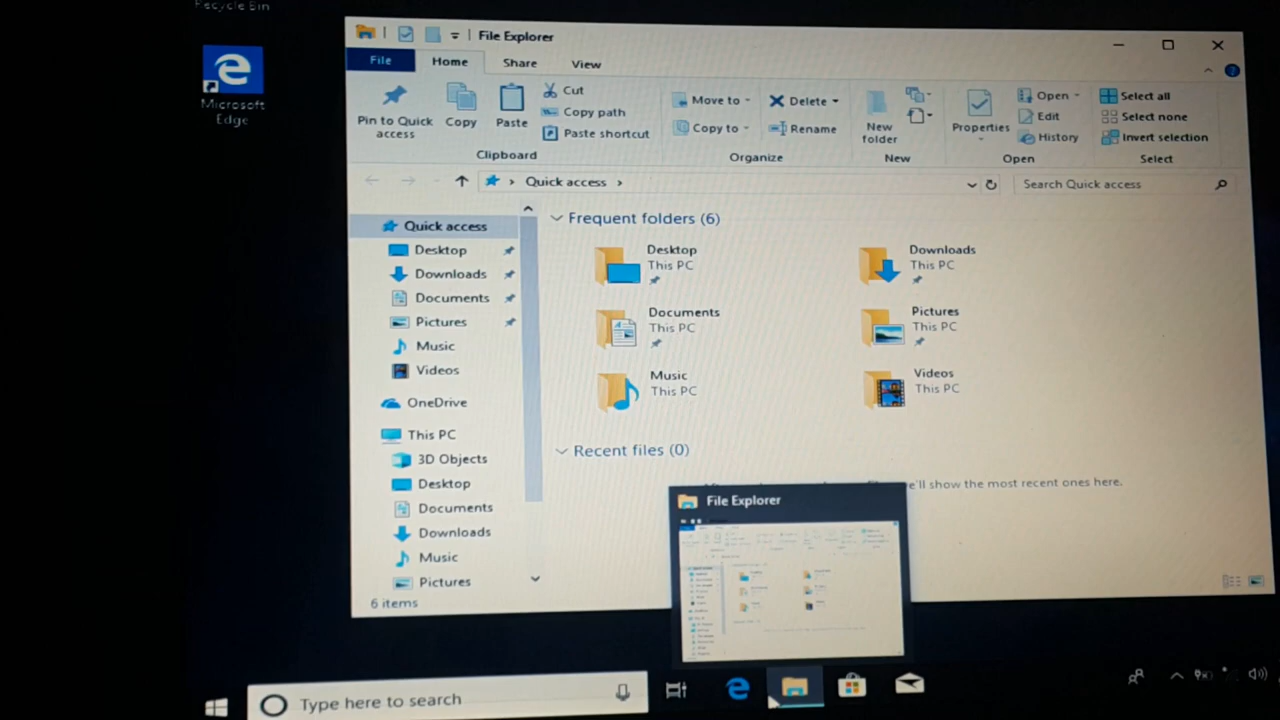 Recycle Bin
Microsoft
Edge
File Explorer
File
Home
Share
View
Pin to Quick
access
Copy
Paste
Cut
Copy path
Paste shortcut
Clipboard
Move to
Copy to
Delete
Rename
Organize
New
folder
New
Properties
Open
Edit
History
Open
Select all
Select none
Invert selection
Select
Quick access
Search Quick access
Quick access
Desktop
Downloads
Documents
Pictures
Music
Videos
OneDrive
This PC
3D Objects
Desktop
Documents
Downloads
Music
Pictures
Frequent folders (6)
Desktop
This PC
Downloads
This PC
Documents
This PC
Pictures
This PC
Music
This PC
Videos
This PC
Recent files (0)
we'll show the most recent ones here.
File Explorer
6 items
Type here to search